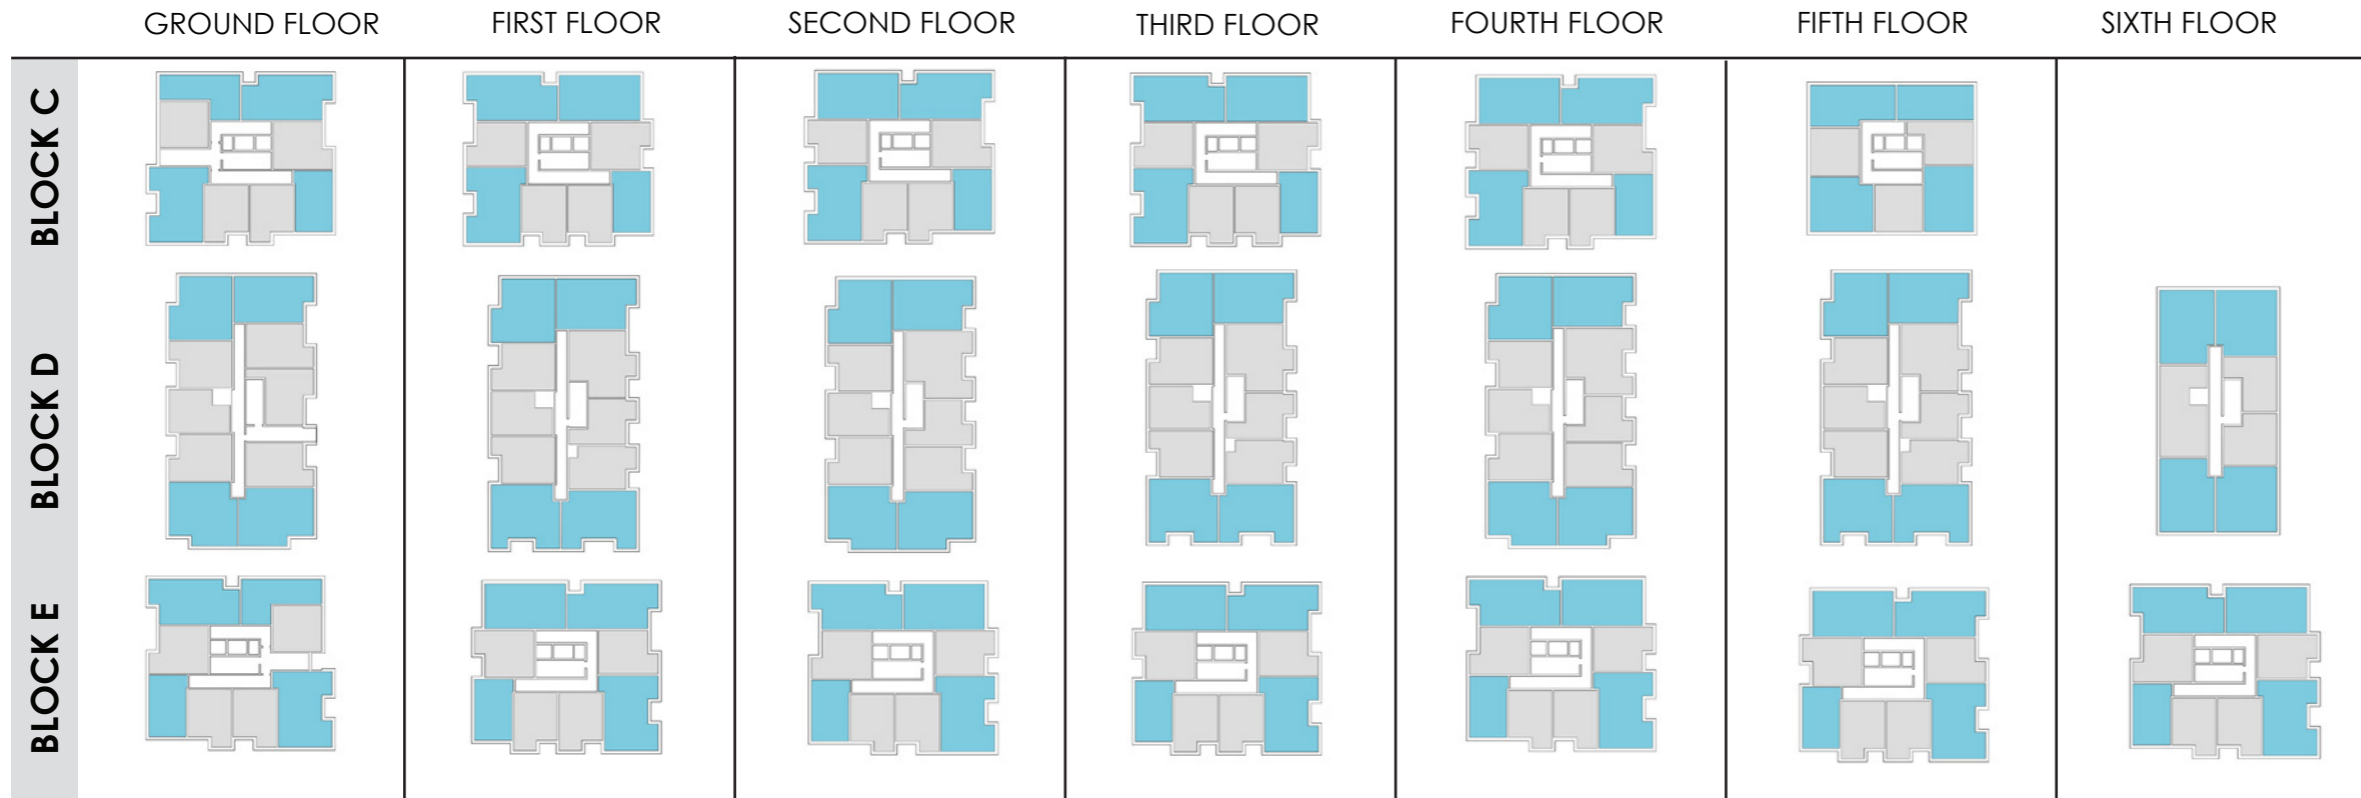 GROUND FLOOR
FIRST FLOOR
SECOND FLOOR
THIRD FLOOR
FOURTH FLOOR
FIFTH FLOOR
SIXTH FLOOR
BLOCK C
BLOCK D
BLOCK E